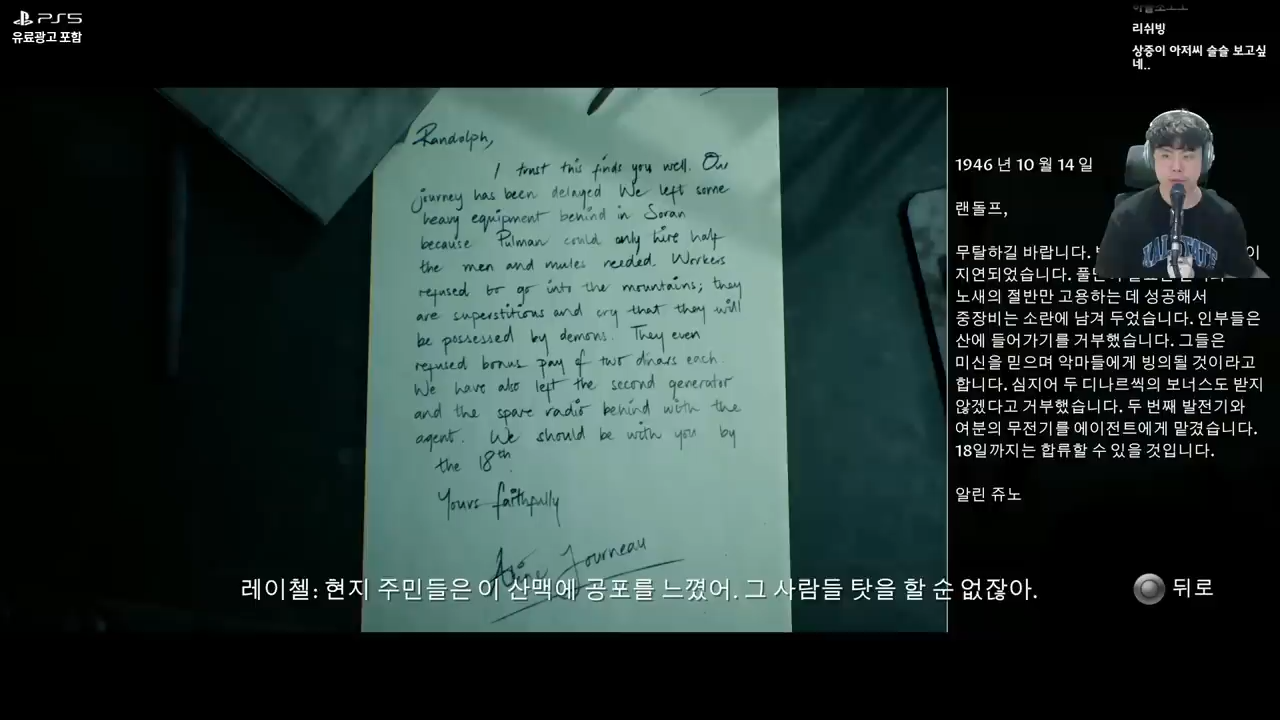 PS5
유료광고 포함
리쉬빙
상중이 아저씨 슬슬 보고싶
네..
Randolph,
I trust this finds you well. Our
journey has been delayed We left some
heavy equipment behind in Soran
because Pulman could only hire half
the men and mules needed. Workers
refused to go into the mountains; they
are superstitious and cry that they will
be possessed by demons. They even
refused bonus pay of two dinars each.
We have also left the second generator
and the spare radio behind with the
agent. We should be with you by
the 18th.
Yours faithfully
Journeau
1946 년 10 월 14 일
랜돌프,
무탈하길 바랍니다. 이
지연되었습니다.
노새의 절반만 고용하는 데 성공해서
중장비는 소란에 남겨 두었습니다. 인부들은
산에 들어가기를 거부했습니다. 그들은
미신을 믿으며 악마들에게 빙의될 것이라고
합니다. 심지어 두 디나르씩의 보너스도 받지
않겠다고 거부했습니다. 두 번째 발전기와
여분의 무전기를 에이전트에게 맡겼습니다.
18일까지는 합류할 수 있을 것입니다.
알린 쥬노
레이첼: 현지 주민들은 이 산맥에 공포를 느꼈어. 그 사람들 탓을 할 순 없잖아.
뒤로